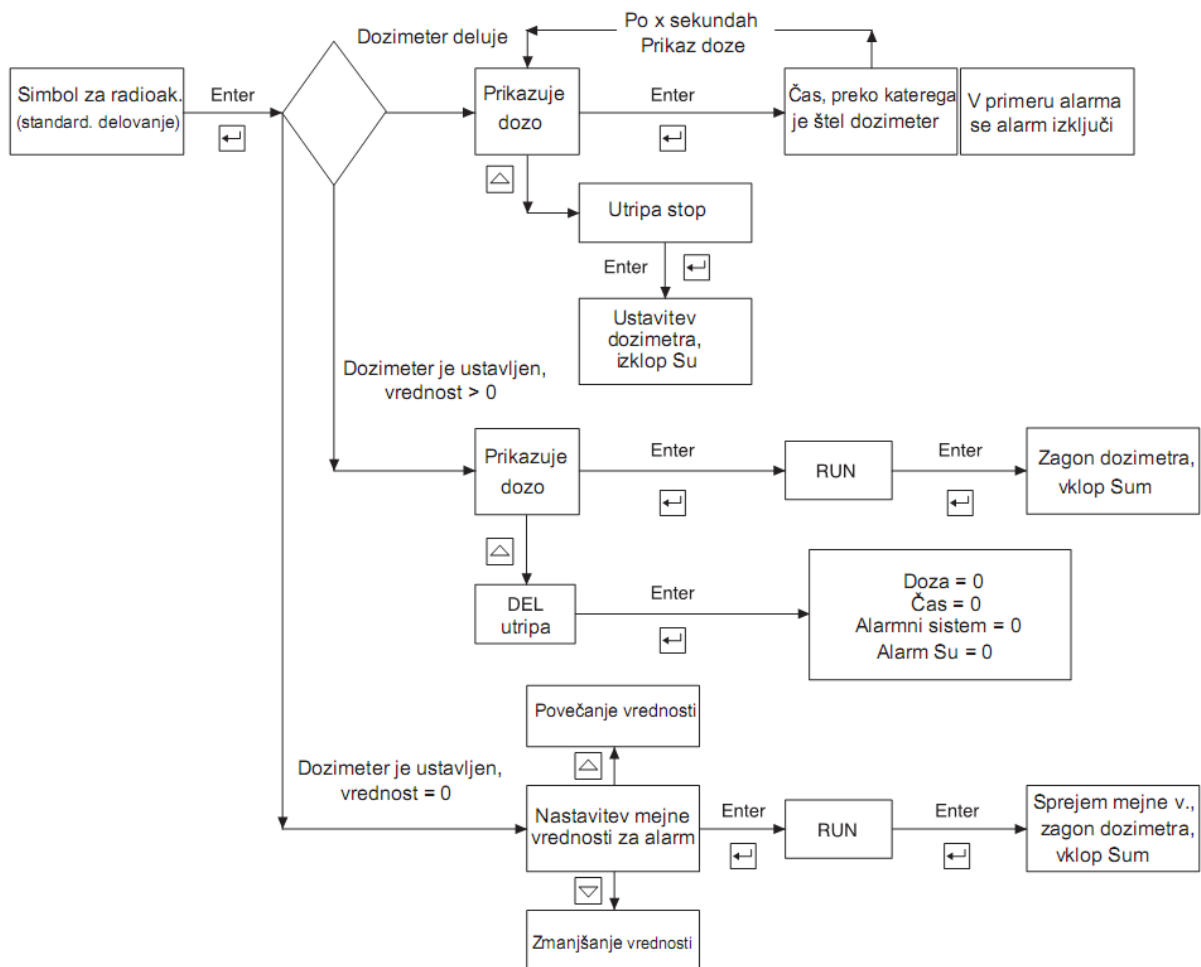 Po x sekundah
Prikaz doze
Dozimeter deluje
Simbol za radioak.
(standard. delovanje)
Enter
Prikazuje
dozo
Enter
Čas, preko katerega
je štel dozimeter
V primeru alarma
se alarm izključi
Utripa stop
Enter
Ustavitev
dozimetra,
izklop Su
Dozimeter je ustavljen,
vrednost > 0
Prikazuje
dozo
Enter
RUN
Enter
Zagon dozimetra,
vklop Sum
DEL
utripa
Enter
Doza = 0
Čas = 0
Alarmni sistem = 0
Alarm Su = 0
Povečanje vrednosti
Dozimeter je ustavljen,
vrednost = 0
Nastavitev mejne
vrednosti za alarm
Enter
RUN
Enter
Sprejem mejne v.,
zagon dozimetra,
vklop Sum
Zmanjšanje vrednosti